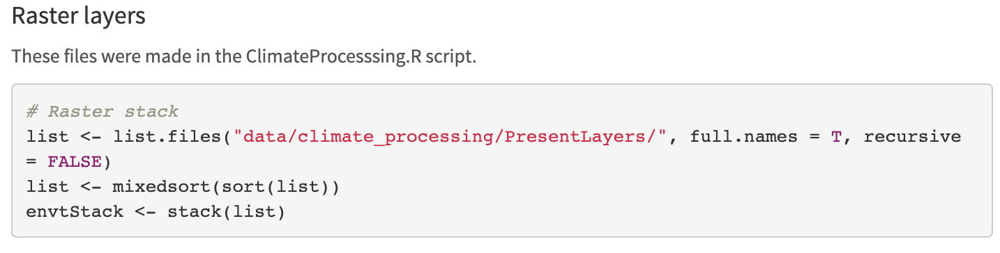 Raster layers
These files were made in the ClimateProcesssing.R script.
# Raster stack
list <- list.files("data/climate_processing/PresentLayers/", full.names = T, recursive
= FALSE)
list <- mixedsort(sort(list))
envtStack <- stack(list)